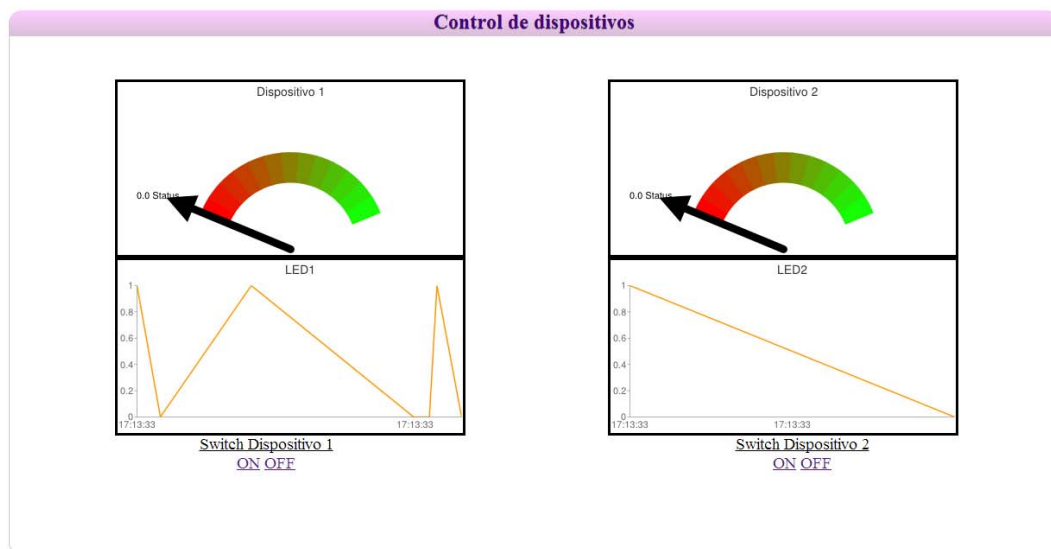 Control de dispositivos
Dispositivo 1
0.0 Status
LED1
1
0.8
0.6
0.4
0.2
0
17:13:33 17:13:33
Switch Dispositivo 1
ON OFF
Dispositivo 2
0.0 Status
LED2
1
0.8
0.6
0.4
0.2
0
17:13:33 17:13:33
Switch Dispositivo 2
ON OFF